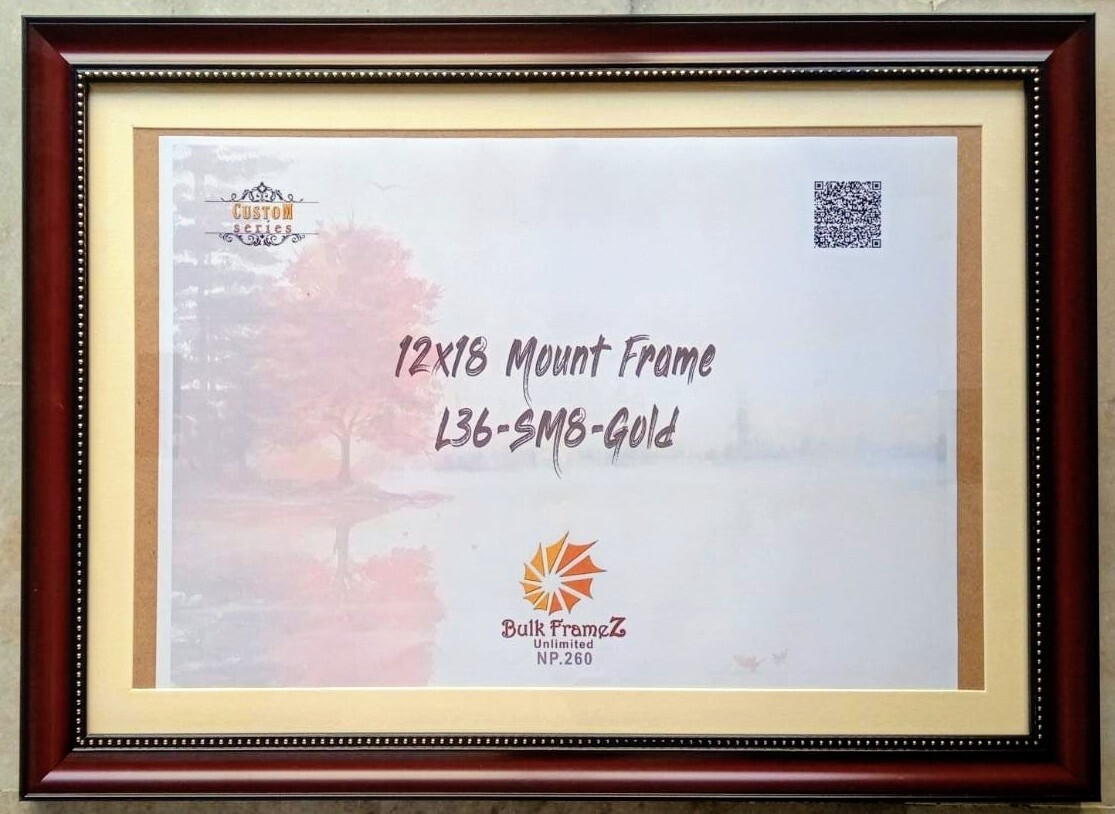 CUSTOM
series
12x18 Mount Frame
L36-SM8-Gold
Bulk FrameZ
Unlimited
NP.260